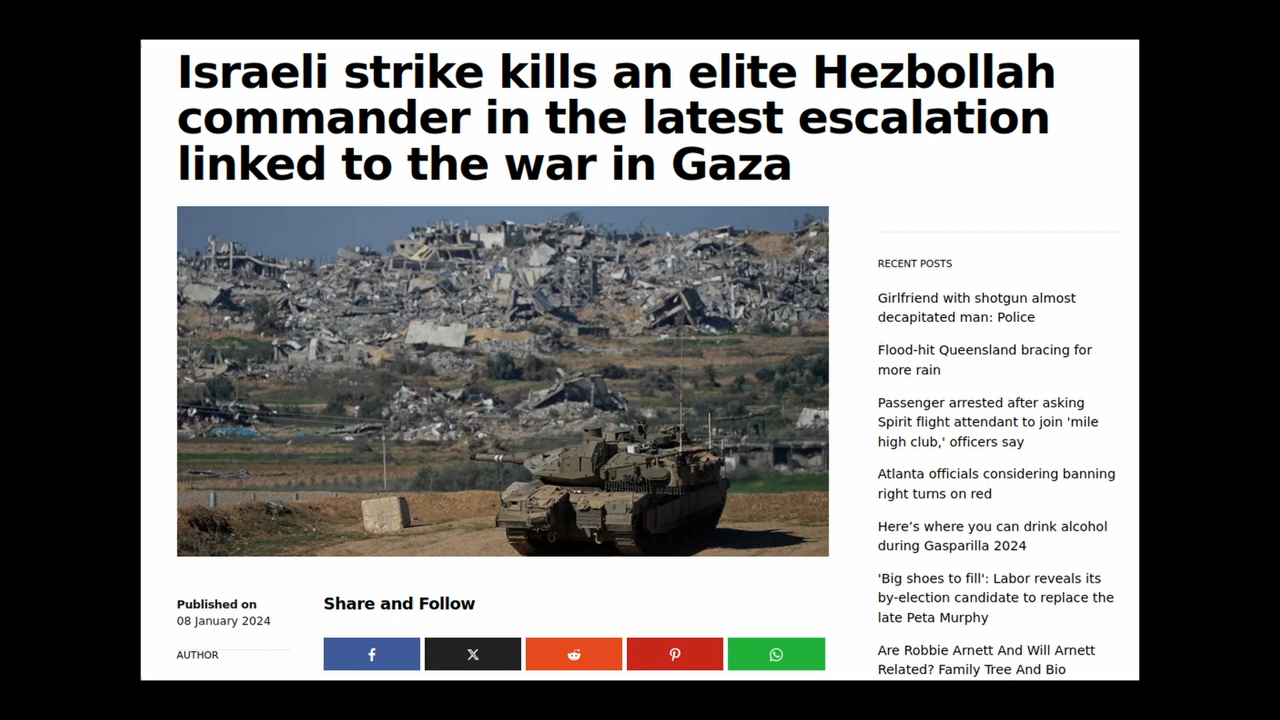 Israeli strike kills an elite Hezbollah
commander in the latest escalation
linked to the war in Gaza
RECENT POSTS
Girlfriend with shotgun almost
decapitated man: Police
Flood-hit Queensland bracing for
more rain
Passenger arrested after asking
Spirit flight attendant to join 'mile
high club,' officers say
Atlanta officials considering banning
right turns on red
Here’s where you can drink alcohol
during Gasparilla 2024
'Big shoes to fill': Labor reveals its
by-election candidate to replace the
late Peta Murphy
Are Robbie Arnett And Will Arnett
Related? Family Tree And Bio
Published on
08 January 2024
AUTHOR
Share and Follow